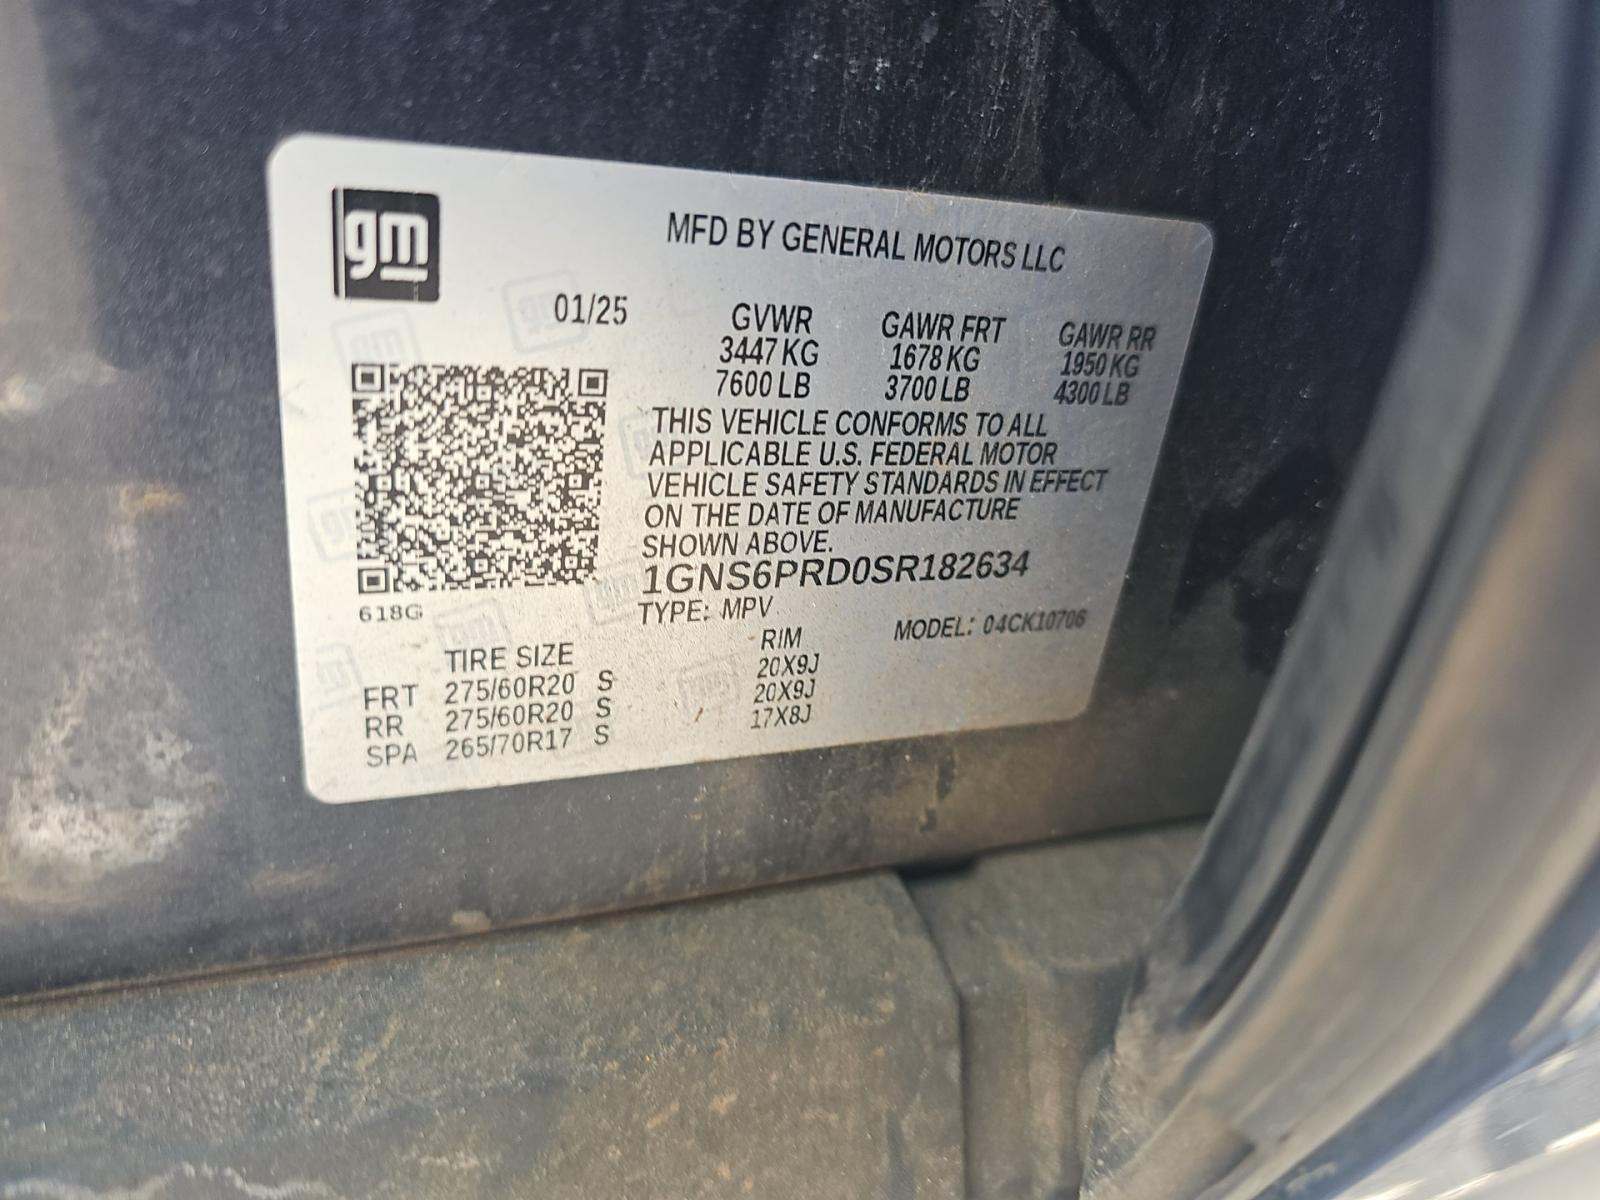 gm
MFD BY GENERAL MOTORS LLC
01/25
GVWR GAWR FRT GAWR RR
3447 KG 1678 KG 1950 KG
7600 LB 3700 LB 4300 LB
THIS VEHICLE CONFORMS TO ALL
APPLICABLE U.S. FEDERAL MOTOR
VEHICLE SAFETY STANDARDS IN EFFECT
ON THE DATE OF MANUFACTURE
SHOWN ABOVE.
1GNS6PRD0SR182634
618G
TYPE: MPV MODEL: 04CK10706
TIRE SIZE RIM
FRT 275/60R20 S 20X9J
RR 275/60R20 S 20X9J
SPA 265/70R17 S 17X8J